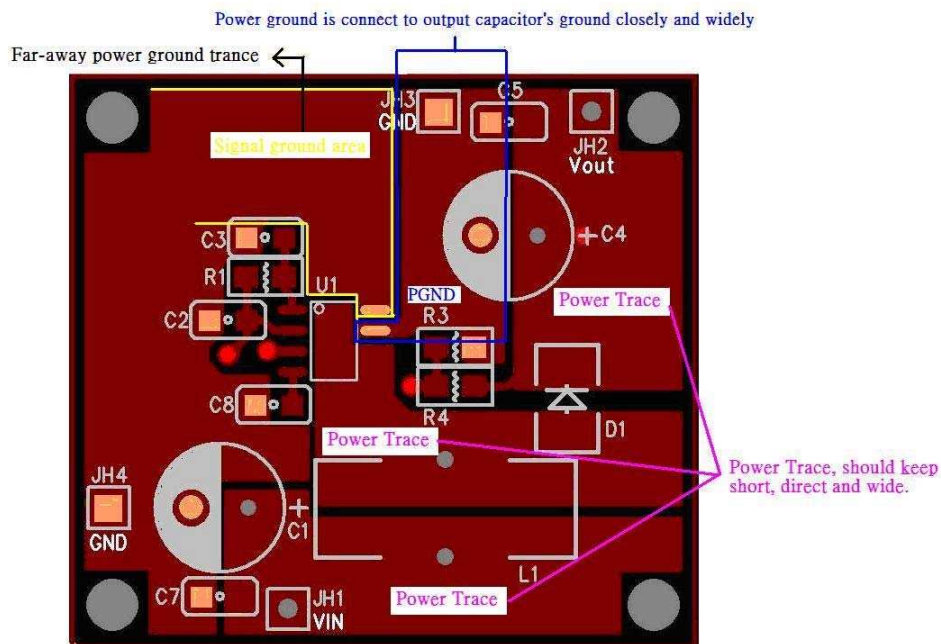 Power ground is connect to output capacitor's ground closely and widely
Far-away power ground trance
JH3
GND
C5
JH2
Vout
Signal ground area
C3
C4
R1
U1
PGND
Power Trace
C2
R3
C8
R4
D1
Power Trace
Power Trace, should keep
short, direct and wide.
JH4
GND
C1
L1
C7
JH1
VIN
Power Trace